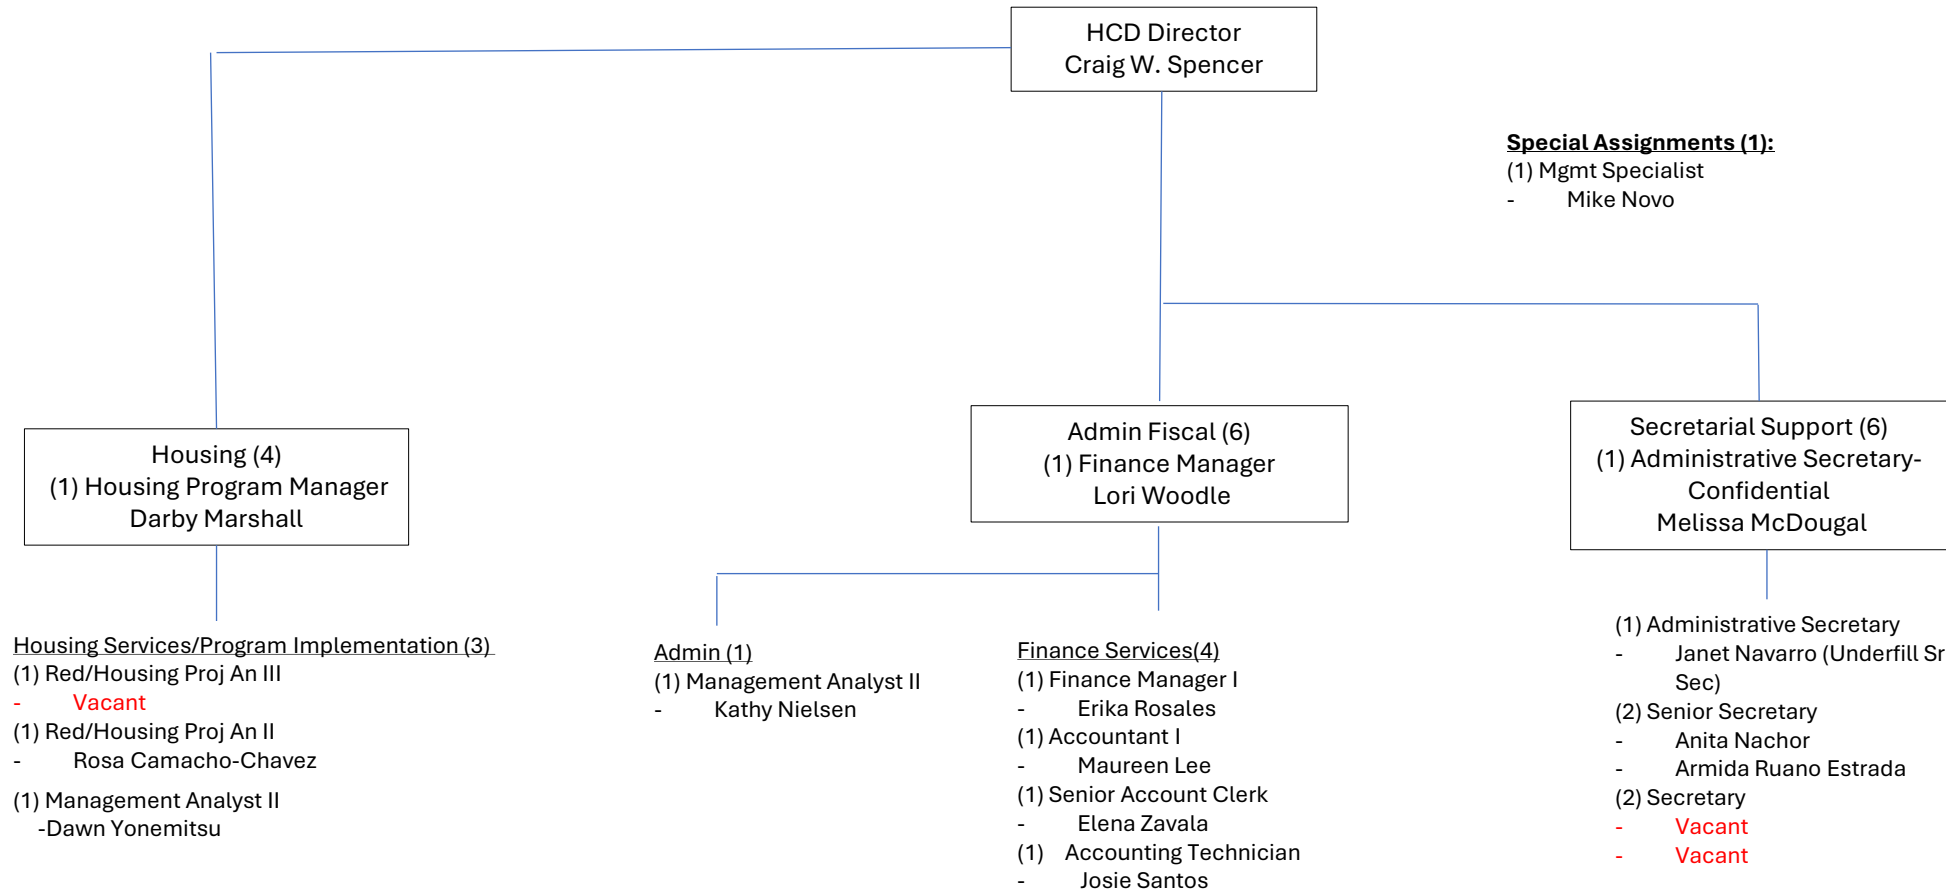 HCD Director
Craig W. Spencer
Special Assignments (1):
(1) Mgmt Specialist
- Mike Novo
Housing (4)
(1) Housing Program Manager
Darby Marshall
Admin Fiscal (6)
(1) Finance Manager
Lori Woodle
Secretarial Support (6)
(1) Administrative Secretary-
Confidential
Melissa McDougal
Housing Services/Program Implementation (3)
(1) Red/Housing Proj An III
- Vacant
(1) Red/Housing Proj An II
- Rosa Camacho-Chavez
(1) Management Analyst II
-Dawn Yonemitsu
Admin (1)
(1) Management Analyst II
- Kathy Nielsen
Finance Services(4)
(1) Finance Manager I
- Erika Rosales
(1) Accountant I
- Maureen Lee
(1) Senior Account Clerk
- Elena Zavala
(1) Accounting Technician
- Josie Santos
(1) Administrative Secretary
- Janet Navarro (Underfill Sr
Sec)
(2) Senior Secretary
- Anita Nachor
- Armida Ruano Estrada
(2) Secretary
- Vacant
- Vacant